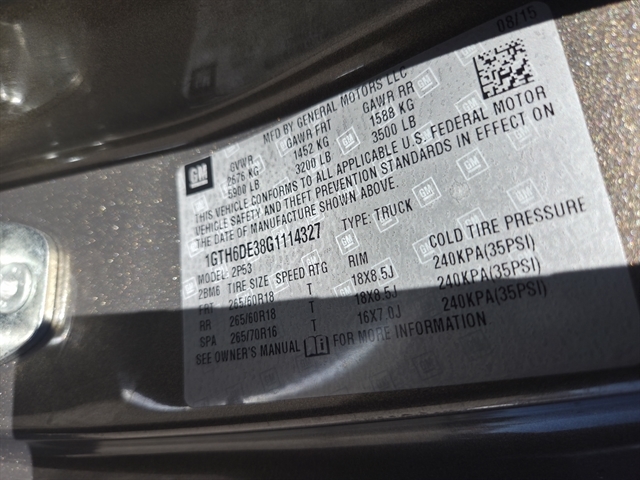 08/15
MFD BY GENERAL MOTORS LLC
GM
GVWR GAWR FRT GAWR RR
2676 KG 1452 KG 1588 KG
5900 LB 3200 LB 3500 LB
THIS VEHICLE CONFORMS TO ALL APPLICABLE U.S. FEDERAL MOTOR
VEHICLE SAFETY AND THEFT PREVENTION STANDARDS IN EFFECT ON
THE DATE OF MANUFACTURE SHOWN ABOVE.
1GTH6DE38G1114327 TYPE: TRUCK
MODEL: 2P53
2BM6 TIRE SIZE SPEED RTG RIM COLD TIRE PRESSURE
FRT 265/60R18 T 18X8.5J 240KPA(35PSI)
RR 265/60R18 T 18X8.5J 240KPA(35PSI)
SPA 265/70R16 T 16X7.0J 240KPA(35PSI)
SEE OWNER'S MANUAL FOR MORE INFORMATION